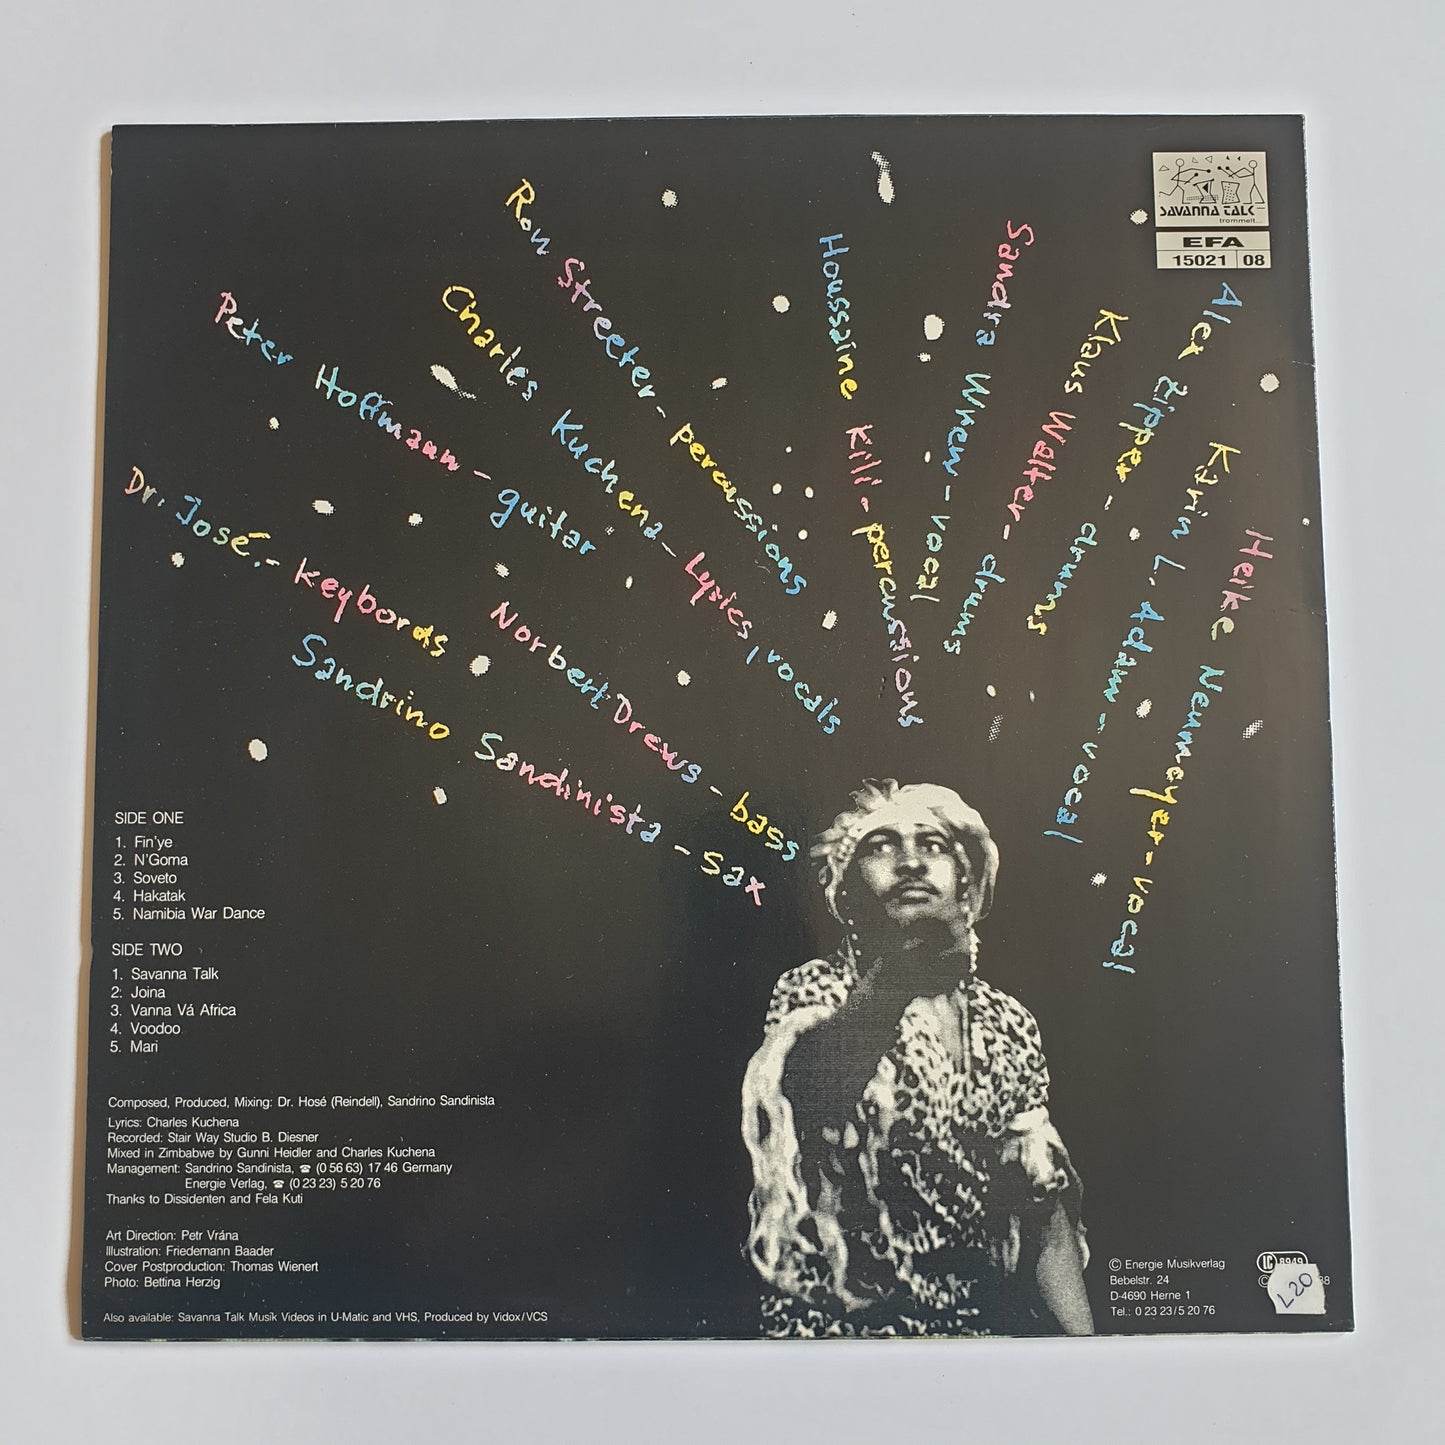 SAVANNA TALK
trommelt...
EFA
15021 08
Ron Streeter - percussions
Charles Kuchena - Lyrics, vocals
Peter Hoffmann - guitar
Dr. José - keybords
Norbert Drews - bass
Sandrino Sandinista - sax
Houssaine Kili - percussions
Sandra Wrew - vocal
Klaus Walter - drums
Alex Zipper - drums
Karin L. Adam - vocal
Heike Neumeyer - vocal
SIDE ONE
1. Fin'ye
2. N'Goma
3. Soveto
4. Hakatak
5. Namibia War Dance
SIDE TWO
1. Savanna Talk
2: Joina
3. Vanna Vá Africa
4. Voodoo
5. Mari
Composed, Produced, Mixing: Dr. Hosé (Reindell), Sandrino Sandinista
Lyrics: Charles Kuchena
Recorded: Stair Way Studio B. Diesner
Mixed in Zimbabwe by Gunni Heidler and Charles Kuchena
Management: Sandrino Sandinista, ☎ (0 56 63) 17 46 Germany
Energie Verlag, ☎ (0 23 23) 5 20 76
Thanks to Dissidenten and Fela Kuti
Art Direction: Petr Vrána
Illustration: Friedemann Baader
Cover Postproduction: Thomas Wienert
Photo: Bettina Herzig
Also available: Savanna Talk Musik Videos in U-Matic and VHS, Produced by Vidox/VCS
© Energie Musikverlag
Bebelstr. 24
D-4690 Herne 1
Tel.: 0 23 23/5 20 76
LC 8949
L20